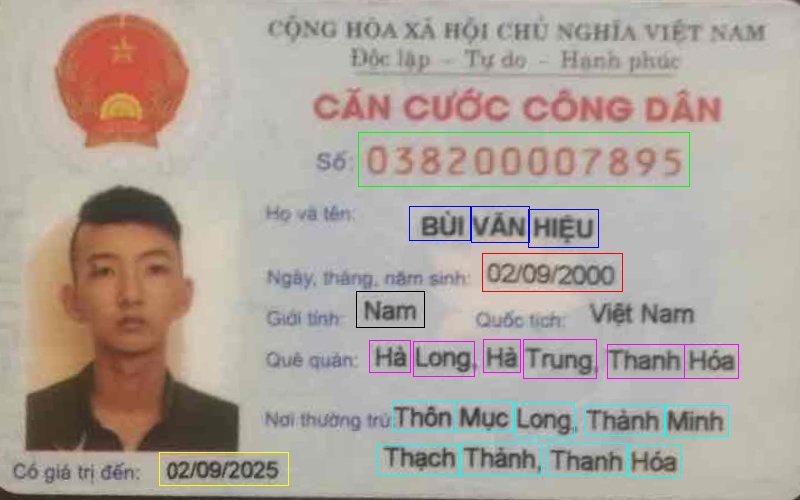 CỘNG HÒA XÃ HỘI CHỦ NGHĨA VIỆT NAM
Độc lập - Tự do - Hạnh phúc
CĂN CƯỚC CÔNG DÂN
Số: 038200007895
Họ và tên: BÙI VĂN HIỆU
Ngày, tháng, năm sinh: 02/09/2000
Giới tính: Nam Quốc tịch: Việt Nam
Quê quán: Hà Long, Hà Trung, Thanh Hóa
Nơi thường trú: Thôn Mục Long, Thành Minh
Thạch Thành, Thanh Hóa
Có giá trị đến: 02/09/2025